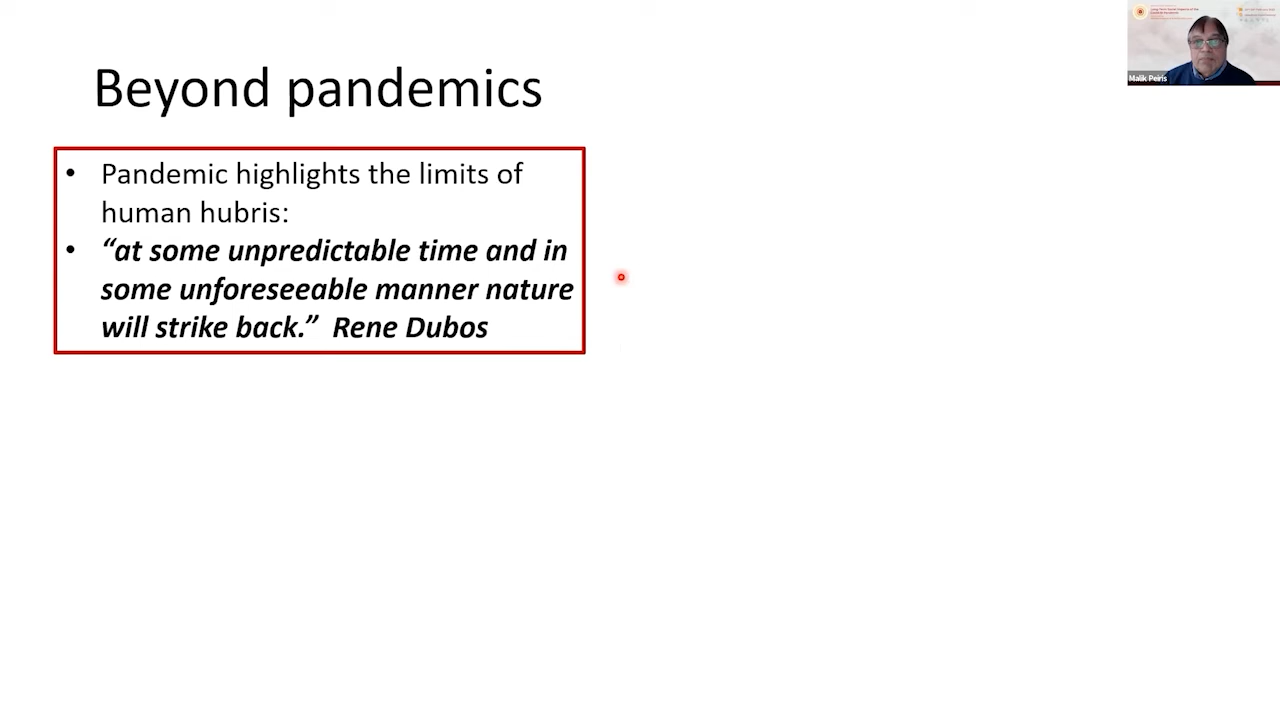 Beyond pandemics
• Pandemic highlights the limits of
human hubris:
• “at some unpredictable time and in
some unforeseeable manner nature
will strike back.” Rene Dubos
Malik Peiris